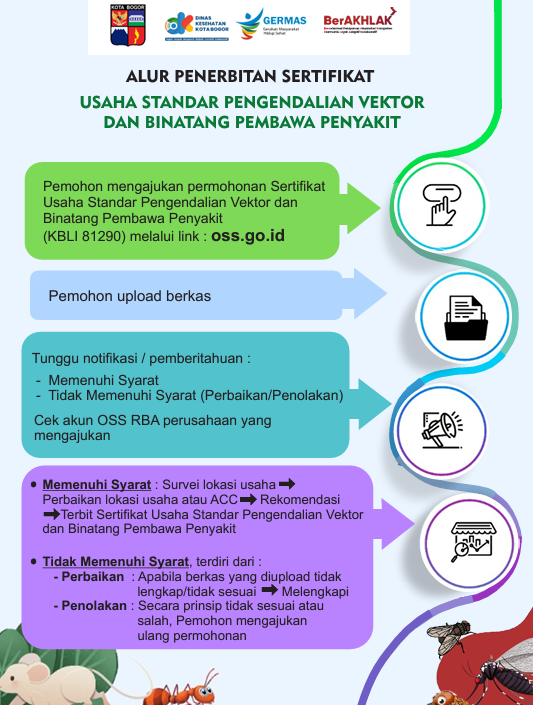 KOTA BOGOR
DINAS
KESEHATAN
KOTA BOGOR
GERMAS
Gerakan Masyarakat
Hidup Sehat
BerAKHLAK
ALUR PENERBITAN SERTIFIKAT
USAHA STANDAR PENGENDALIAN VEKTOR
DAN BINATANG PEMBAWA PENYAKIT
Pemohon mengajukan permohonan Sertifikat
Usaha Standar Pengendalian Vektor dan
Binatang Pembawa Penyakit
(KBLI 81290) melalui link : oss.go.id
Pemohon upload berkas
Tunggu notifikasi / pemberitahuan :
- Memenuhi Syarat
- Tidak Memenuhi Syarat (Perbaikan/Penolakan)
Cek akun OSS RBA perusahaan yang
mengajukan
• Memenuhi Syarat : Survei lokasi usaha ➡
Perbaikan lokasi usaha atau ACC ➡ Rekomendasi
➡ Terbit Sertifikat Usaha Standar Pengendalian Vektor
dan Binatang Pembawa Penyakit
• Tidak Memenuhi Syarat, terdiri dari :
- Perbaikan : Apabila berkas yang diupload tidak
lengkap/tidak sesuai ➡ Melengkapi
- Penolakan : Secara prinsip tidak sesuai atau
salah, Pemohon mengajukan
ulang permohonan